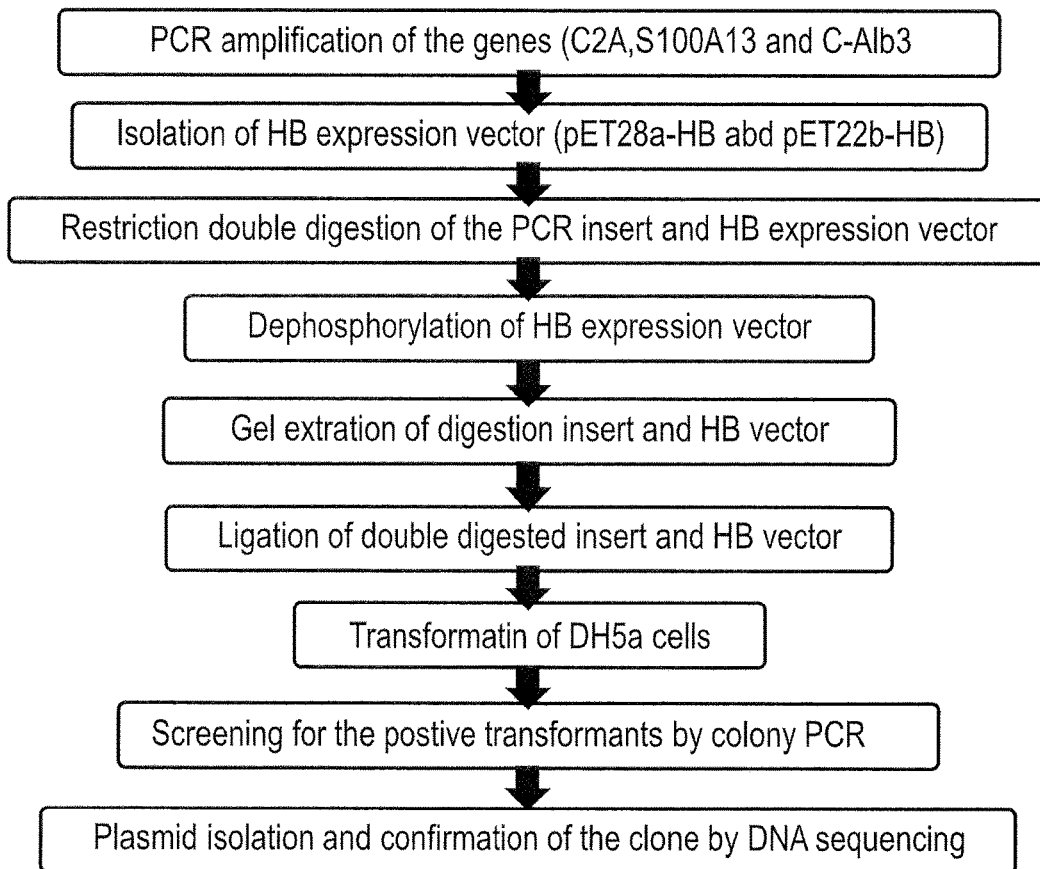 PCR amplification of the genes (C2A,S100A13 and C-Alb3
Isolation of HB expression vector (pET28a-HB abd pET22b-HB)
Restriction double digestion of the PCR insert and HB expression vector
Dephosphorylation of HB expression vector
Gel extration of digestion insert and HB vector
Ligation of double digested insert and HB vector
Transformatin of DH5a cells
Screening for the postive transformants by colony PCR
Plasmid isolation and confirmation of the clone by DNA sequencing